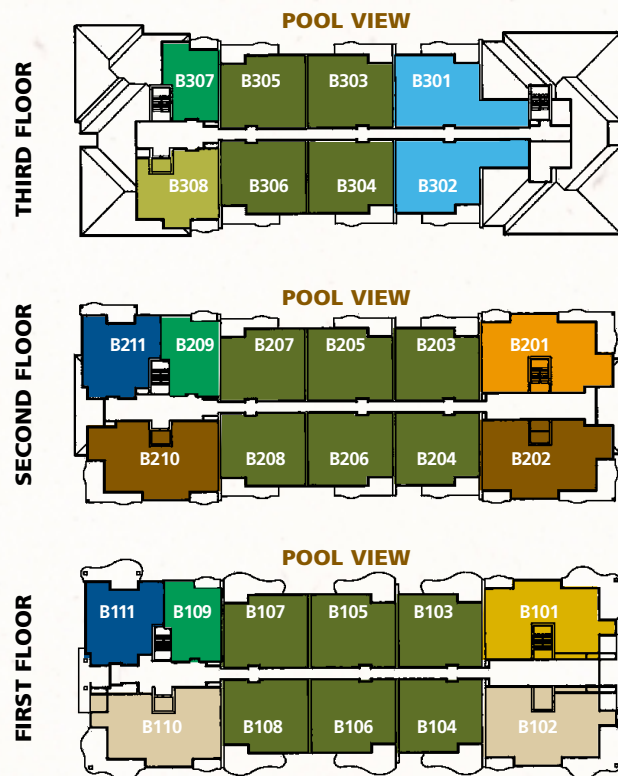 POOL VIEW
THIRD FLOOR
B307 B305 B303 B301
B308 B306 B304 B302
POOL VIEW
SECOND FLOOR
B211 B209 B207 B205 B203 B201
B210 B208 B206 B204 B202
POOL VIEW
FIRST FLOOR
B111 B109 B107 B105 B103 B101
B110 B108 B106 B104 B102